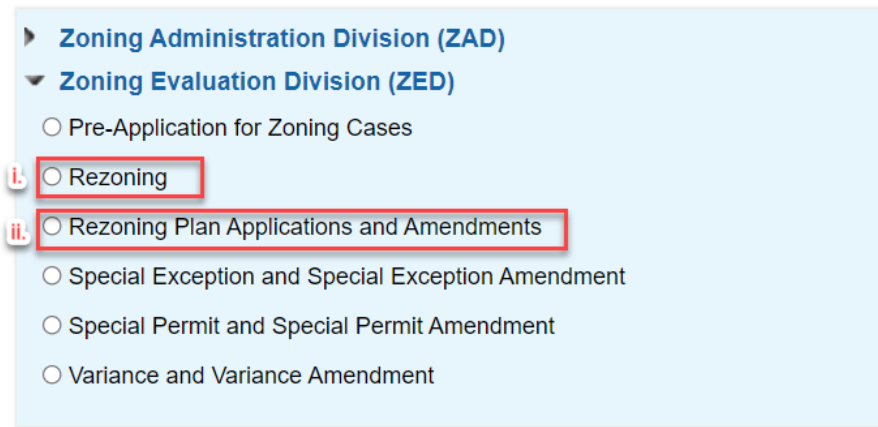 Zoning Administration Division (ZAD)
Zoning Evaluation Division (ZED)
Pre-Application for Zoning Cases
i. Rezoning
ii. Rezoning Plan Applications and Amendments
Special Exception and Special Exception Amendment
Special Permit and Special Permit Amendment
Variance and Variance Amendment